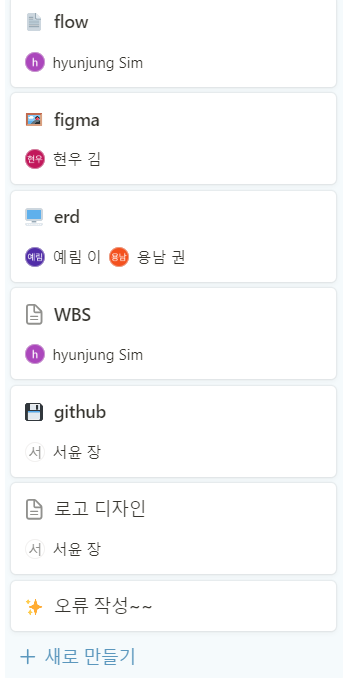 flow
h hyunjung Sim
figma
현우 현우 김
erd
예림 예림 이 용남 용남 권
WBS
h hyunjung Sim
github
서 서윤 장
로고 디자인
서 서윤 장
오류 작성~~
+ 새로 만들기